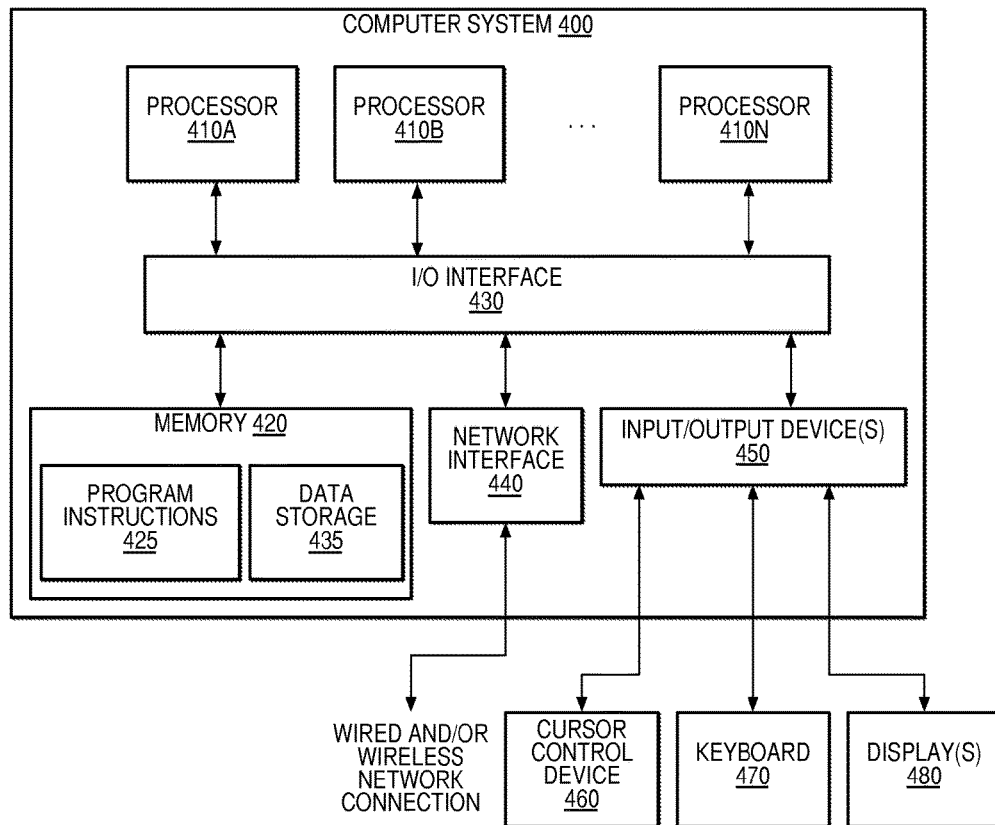 COMPUTER SYSTEM 400
PROCESSOR
410A
PROCESSOR
410B
. . .
PROCESSOR
410N
I/O INTERFACE
430
MEMORY 420
PROGRAM
INSTRUCTIONS
425
DATA
STORAGE
435
NETWORK
INTERFACE
440
INPUT/OUTPUT DEVICE(S)
450
WIRED AND/OR
WIRELESS
NETWORK
CONNECTION
CURSOR
CONTROL
DEVICE
460
KEYBOARD
470
DISPLAY(S)
480